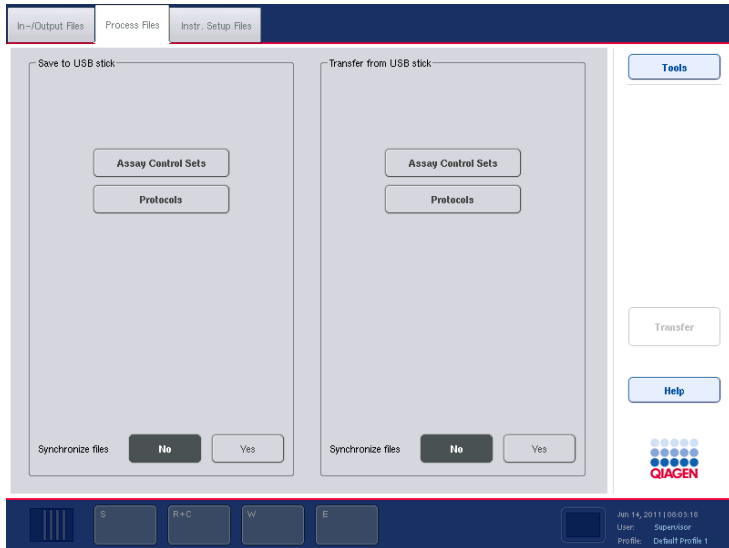 In-/Output Files
Process Files
Instr. Setup Files
Save to USB stick
Transfer from USB stick
Tools
Assay Control Sets
Assay Control Sets
Protocols
Protocols
Transfer
Help
Synchronize files
No
Yes
Synchronize files
No
Yes
QIAGEN
S
R+C
W
E
Jun 14, 2011 | 08:03:18
User: Supervisor
Profile: Default Profile 1